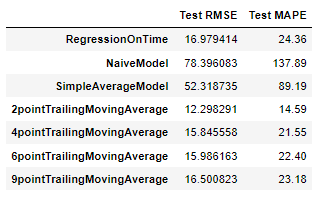 Test RMSE Test MAPE
RegressionOnTime 16.979414 24.36
NaiveModel 78.396083 137.89
SimpleAverageModel 52.318735 89.19
2pointTrailingMovingAverage 12.298291 14.59
4pointTrailingMovingAverage 15.845558 21.55
6pointTrailingMovingAverage 15.986163 22.40
9pointTrailingMovingAverage 16.500823 23.18